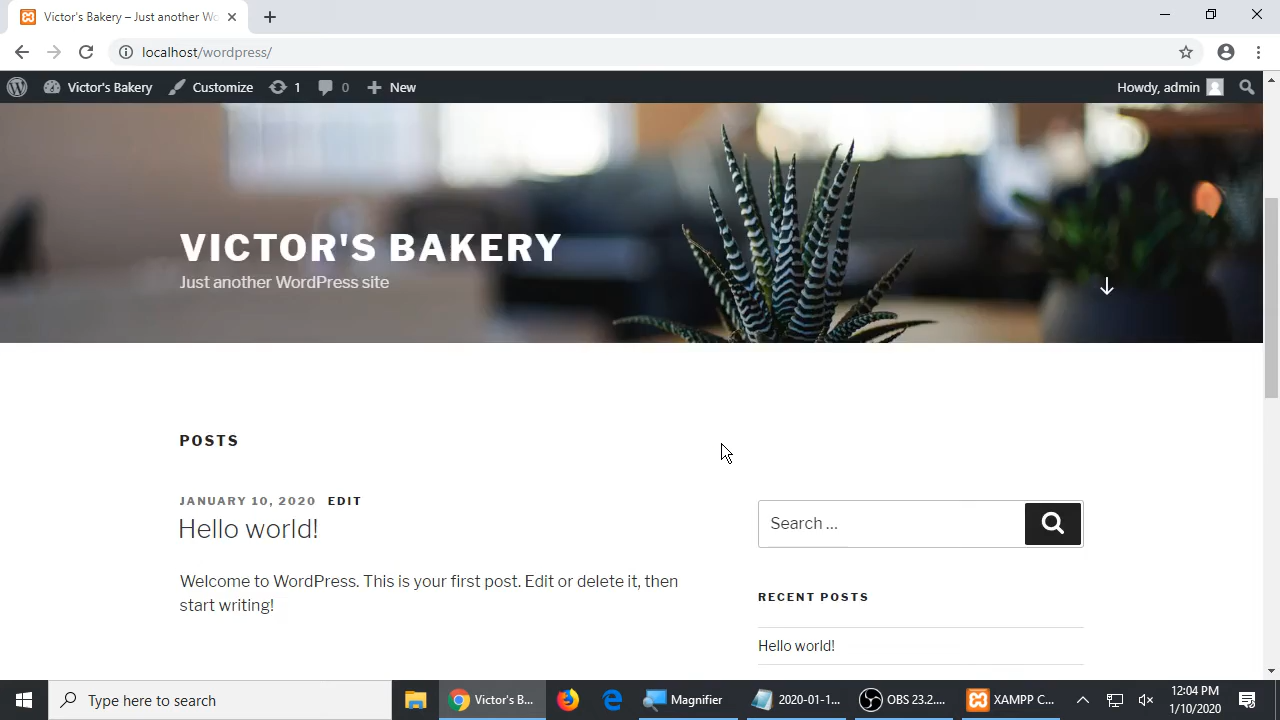 Victor's Bakery – Just another Wo
localhost/wordpress/
Victor's Bakery Customize 1 0 New Howdy, admin
VICTOR'S BAKERY
Just another WordPress site
POSTS
JANUARY 10, 2020 EDIT
Hello world!
Welcome to WordPress. This is your first post. Edit or delete it, then
start writing!
Search ...
RECENT POSTS
Hello world!
Type here to search
Victor's B...
Magnifier
2020-01-1...
OBS 23.2....
XAMPP C...
12:04 PM
1/10/2020